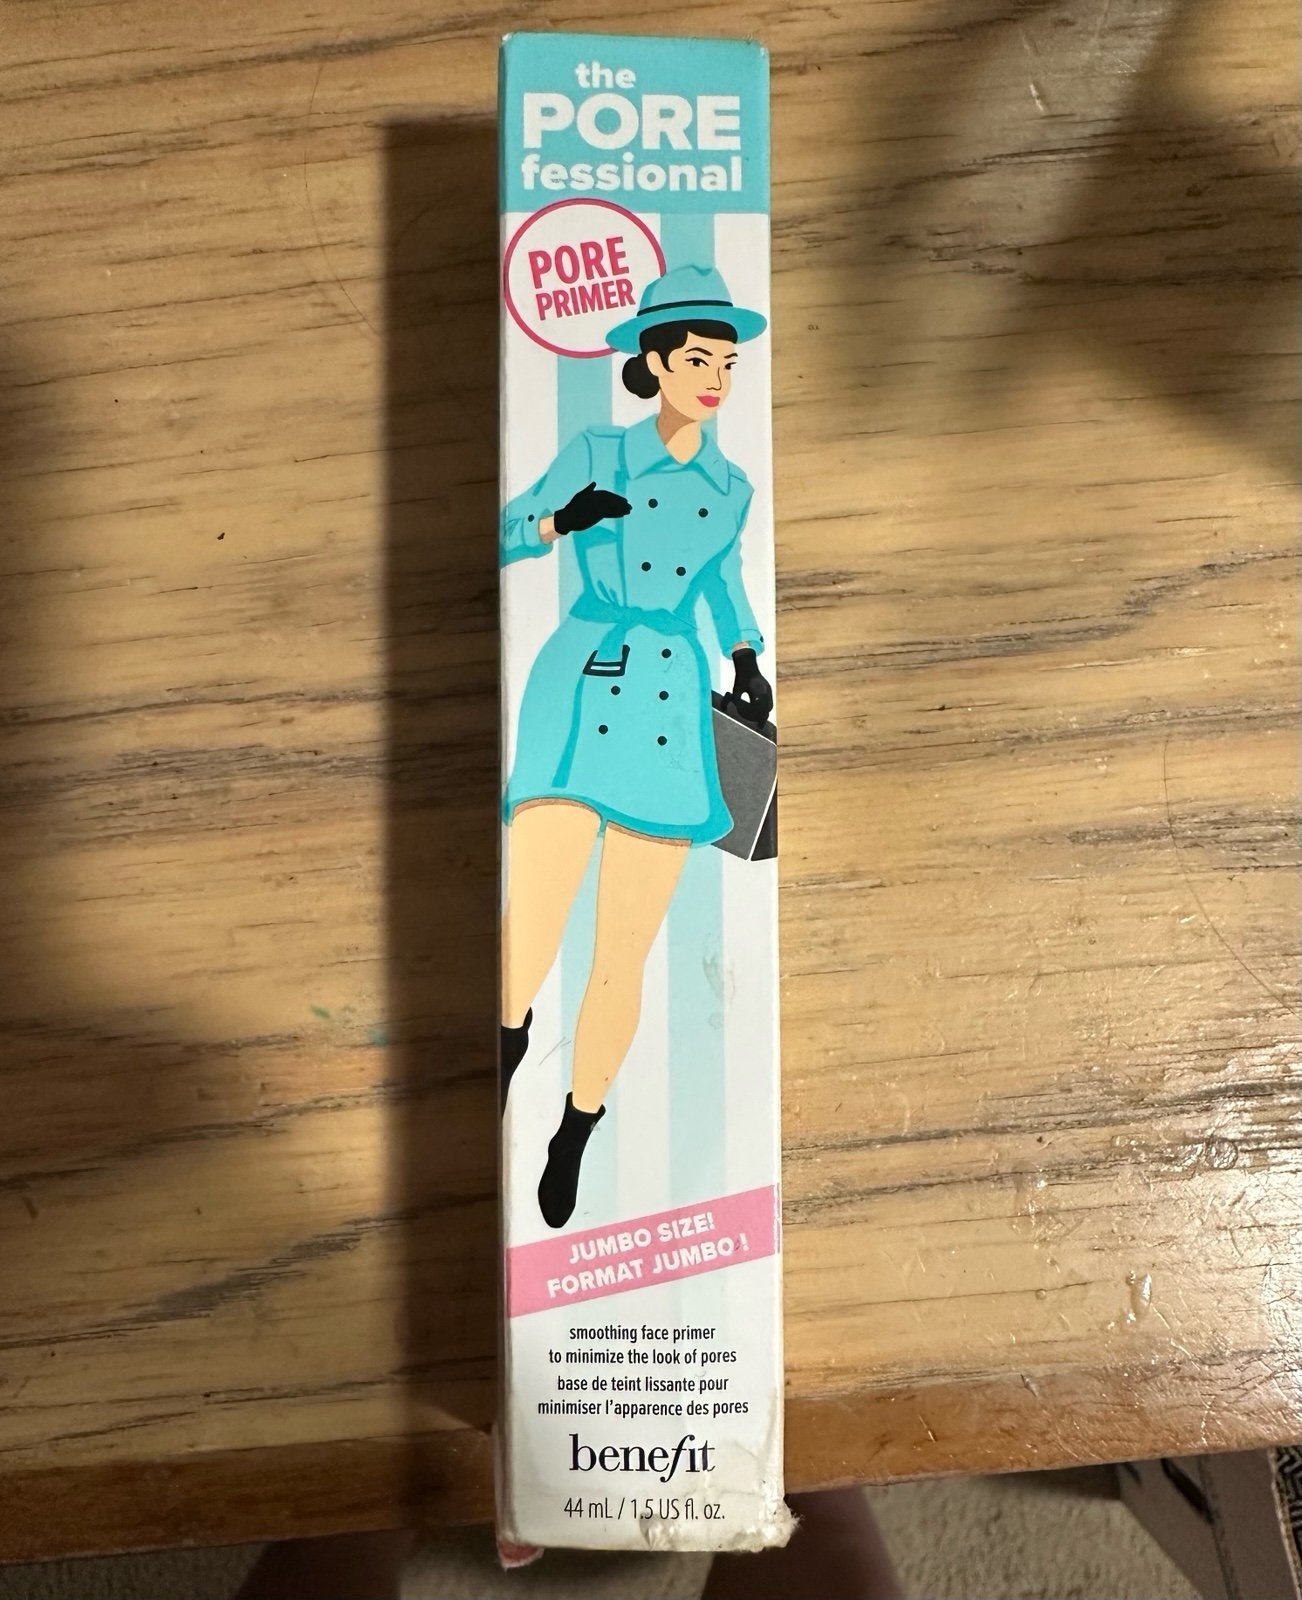 the
PORE
fessional
PORE
PRIMER
JUMBO SIZE!
FORMAT JUMBO !
smoothing face primer
to minimize the look of pores
base de teint lissante pour
minimiser l'apparence des pores
benefit
44 mL / 1.5 US fl. oz.